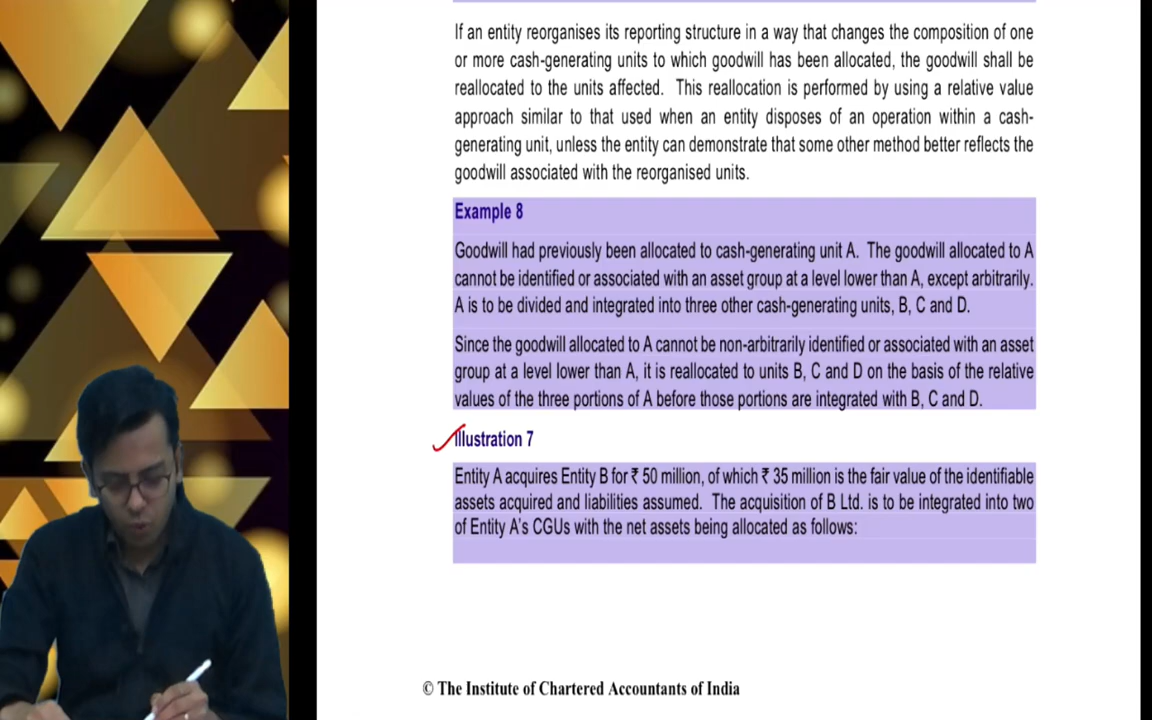 If an entity reorganises its reporting structure in a way that changes the composition of one
or more cash-generating units to which goodwill has been allocated, the goodwill shall be
reallocated to the units affected. This reallocation is performed by using a relative value
approach similar to that used when an entity disposes of an operation within a cash-
generating unit, unless the entity can demonstrate that some other method better reflects the
goodwill associated with the reorganised units.
Example 8
Goodwill had previously been allocated to cash-generating unit A. The goodwill allocated to A
cannot be identified or associated with an asset group at a level lower than A, except arbitrarily.
A is to be divided and integrated into three other cash-generating units, B, C and D.
Since the goodwill allocated to A cannot be non-arbitrarily identified or associated with an asset
group at a level lower than A, it is reallocated to units B, C and D on the basis of the relative
values of the three portions of A before those portions are integrated with B, C and D.
Illustration 7
Entity A acquires Entity B for ₹ 50 million, of which ₹ 35 million is the fair value of the identifiable
assets acquired and liabilities assumed. The acquisition of B Ltd. is to be integrated into two
of Entity A's CGUs with the net assets being allocated as follows:
© The Institute of Chartered Accountants of India